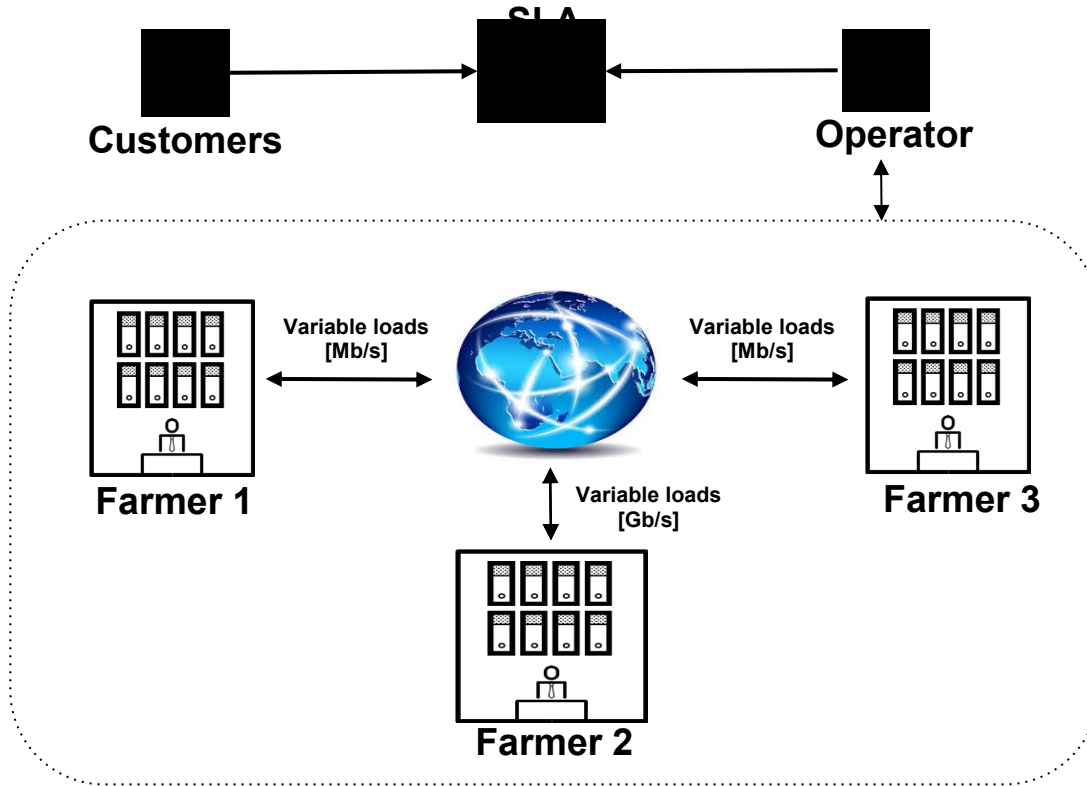 SLA
Customers
Operator
Variable loads
[Mb/s]
Variable loads
[Mb/s]
Farmer 1
Farmer 3
Variable loads
[Gb/s]
Farmer 2